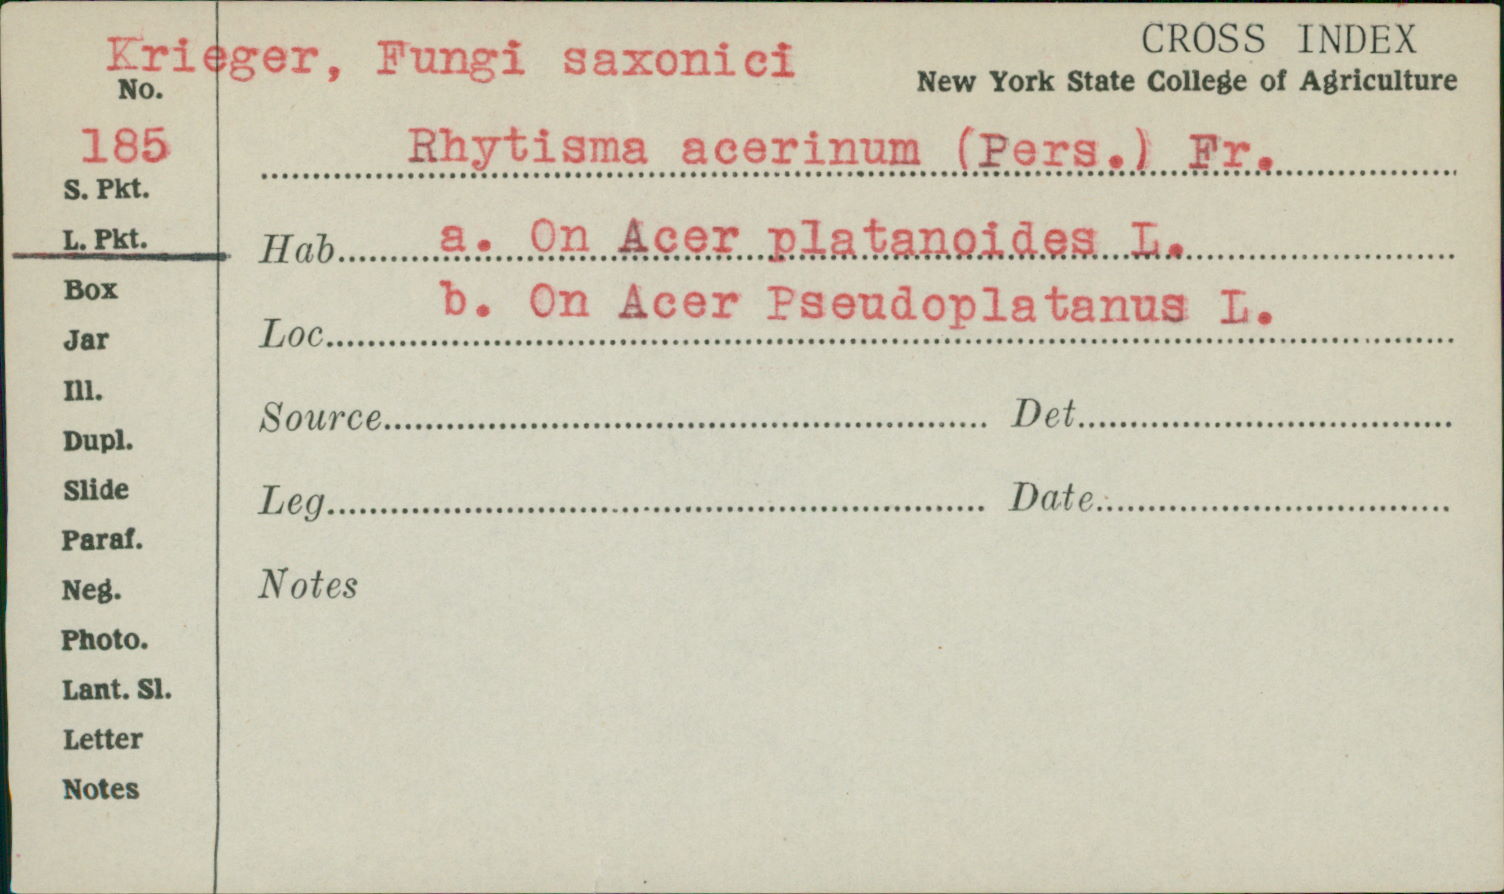 Krieger, Fungi saxonici
CROSS INDEX
New York State College of Agriculture
No.
185
Rhytisma acerinum (Pers.) Fr.
S. Pkt.
L. Pkt.
Hab. a. On Acer platanoides L.
b. On Acer Pseudoplatanus L.
Box
Loc.
Jar
Ill.
Source Det.
Dupl.
Slide
Leg. Date
Paraf.
Neg.
Notes
Photo.
Lant. Sl.
Letter
Notes